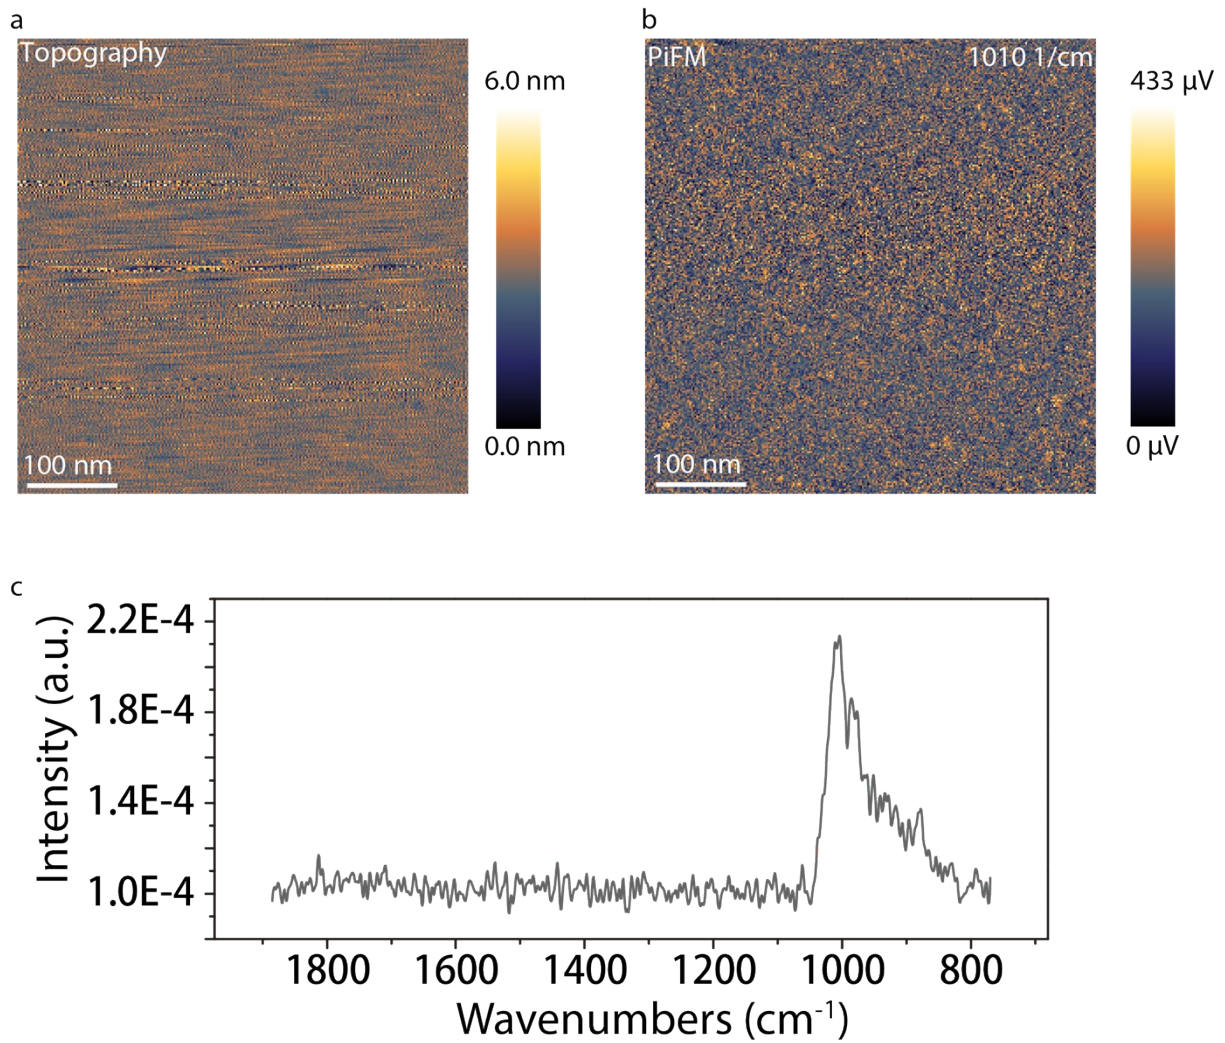 a
Topography
6.0 nm
0.0 nm
100 nm
b
PiFM 1010 1/cm
433 µV
0 µV
100 nm
c
Intensity (a.u.)
2.2E-4
1.8E-4
1.4E-4
1.0E-4
1800 1600 1400 1200 1000 800
Wavenumbers (cm-1)